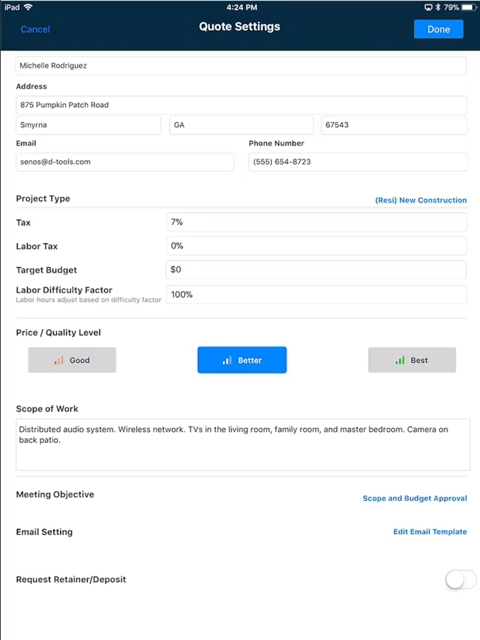 iPad 4:24 PM 79%
Cancel Quote Settings Done
Michelle Rodriguez
Address
875 Pumpkin Patch Road
Smyrna GA 67543
Email Phone Number
senos@d-tools.com (555) 654-8723
Project Type (Resi) New Construction
Tax 7%
Labor Tax 0%
Target Budget $0
Labor Difficulty Factor 100%
Labor hours adjust based on difficulty factor
Price / Quality Level
Good Better Best
Scope of Work
Distributed audio system. Wireless network. TVs in the living room, family room, and master bedroom. Camera on
back patio.
Meeting Objective Scope and Budget Approval
Email Setting Edit Email Template
Request Retainer/Deposit